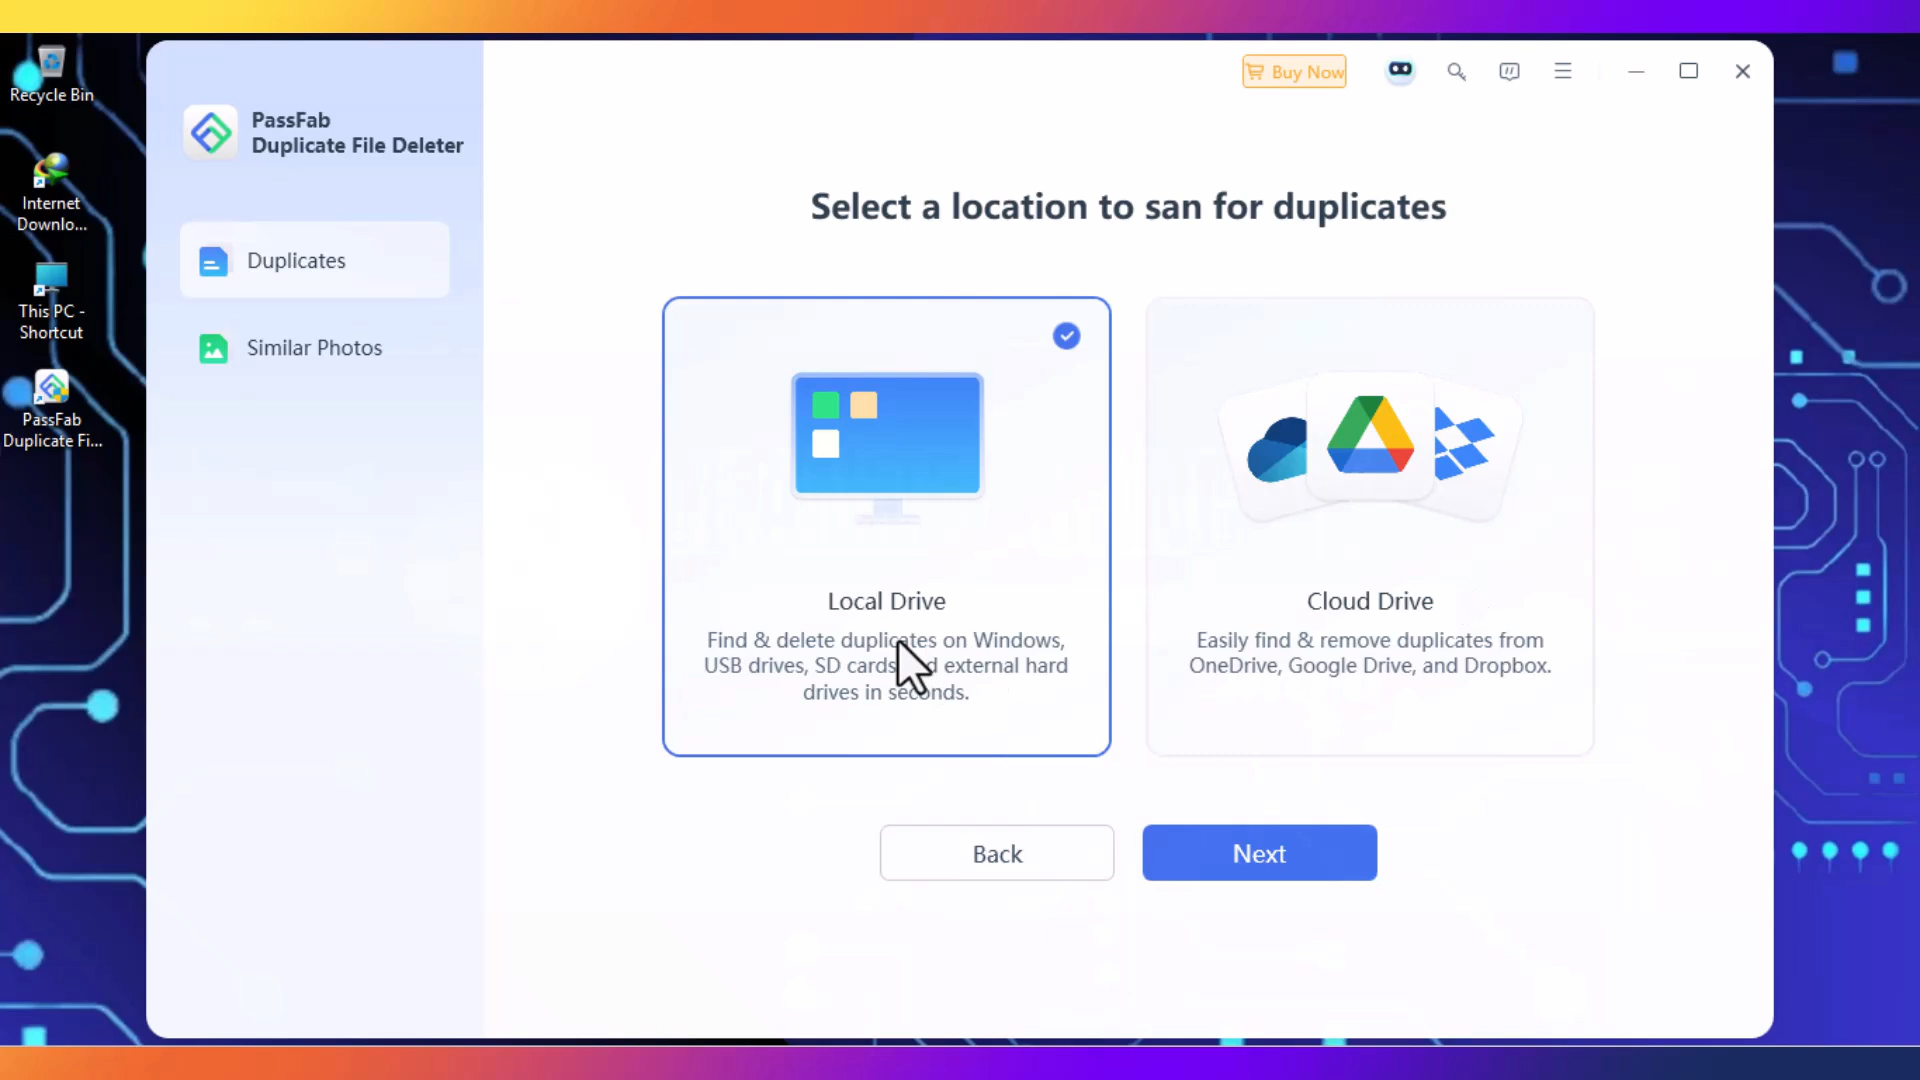 Recycle Bin
Internet
Downlo...
This PC -
Shortcut
PassFab
Duplicate Fi...
PassFab
Duplicate File Deleter
Duplicates
Similar Photos
Buy Now
Select a location to san for duplicates
Local Drive
Find & delete duplicates on Windows,
USB drives, SD cards external hard
drives in seconds.
Cloud Drive
Easily find & remove duplicates from
OneDrive, Google Drive, and Dropbox.
Back
Next